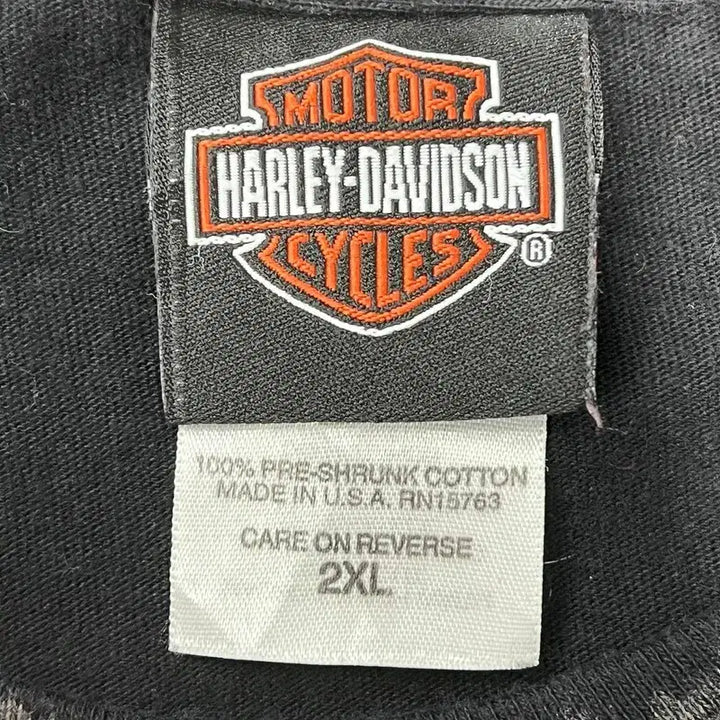 MOTOR
HARLEY-DAVIDSON
CYCLES
®
100% PRE-SHRUNK COTTON
MADE IN U.S.A. RN15763
CARE ON REVERSE
2XL